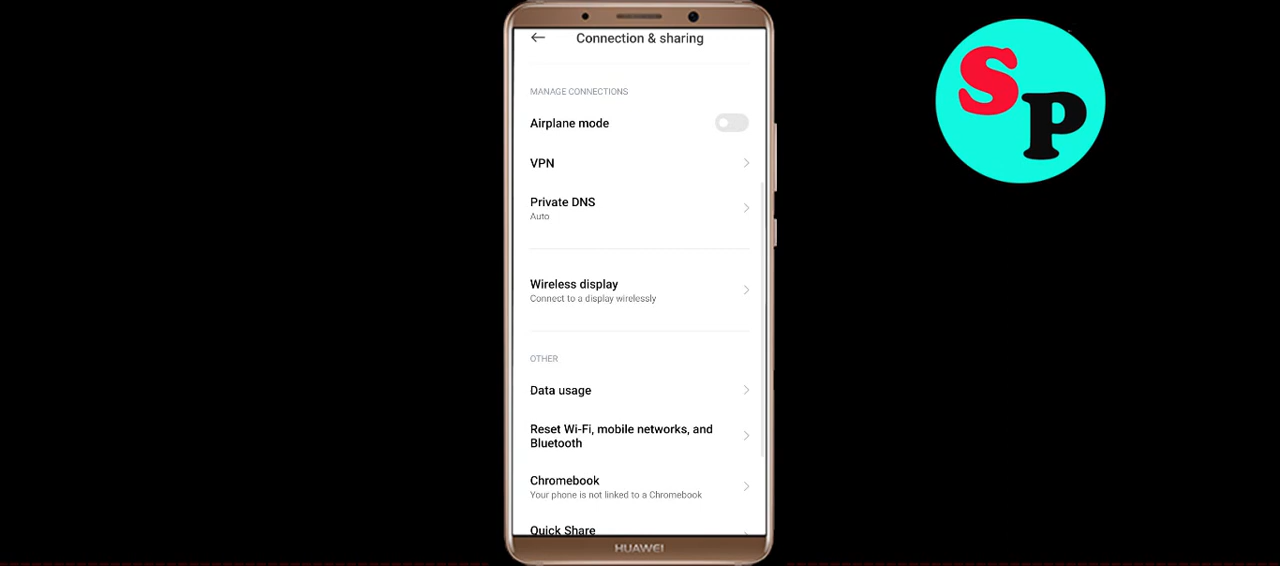 Connection & sharing
MANAGE CONNECTIONS
Airplane mode
VPN
Private DNS
Auto
Wireless display
Connect to a display wirelessly
OTHER
Data usage
Reset Wi-Fi, mobile networks, and
Bluetooth
Chromebook
Your phone is not linked to a Chromebook
Quick Share
HUAWEI
SP